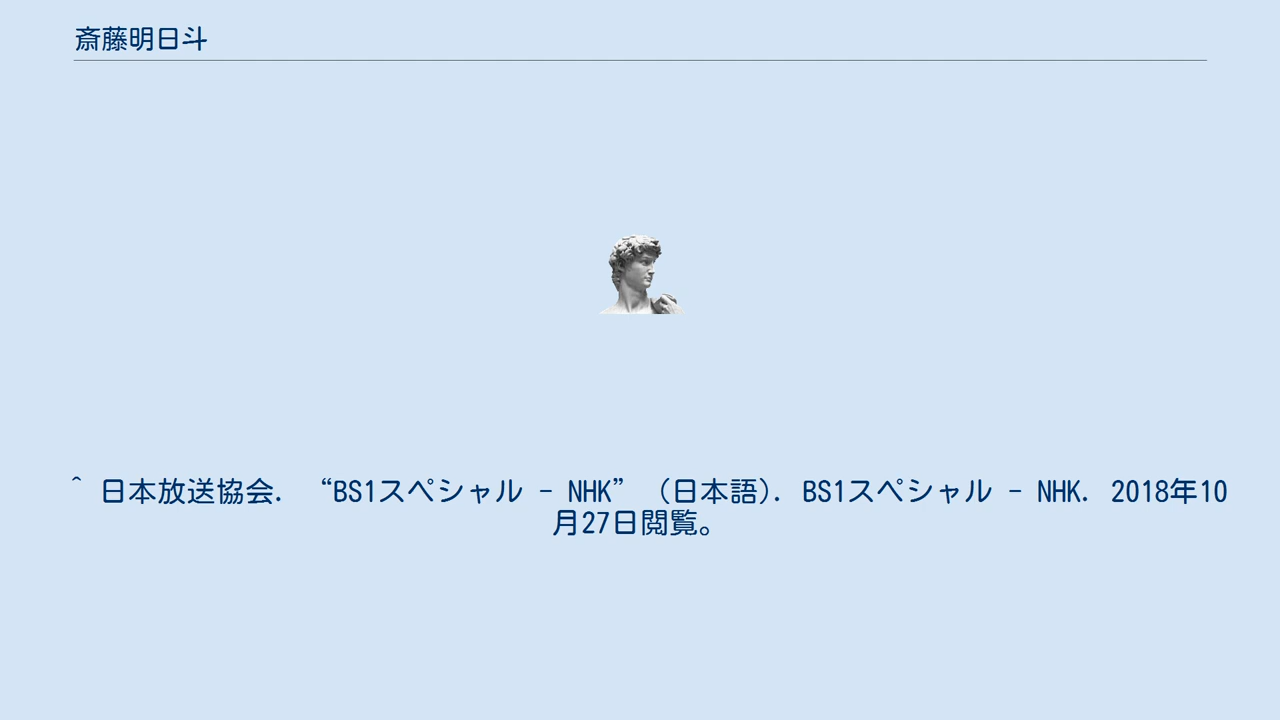 斎藤明日斗
^ 日本放送協会. “BS1スペシャル - NHK” (日本語). BS1スペシャル - NHK. 2018年10
月27日閲覧。